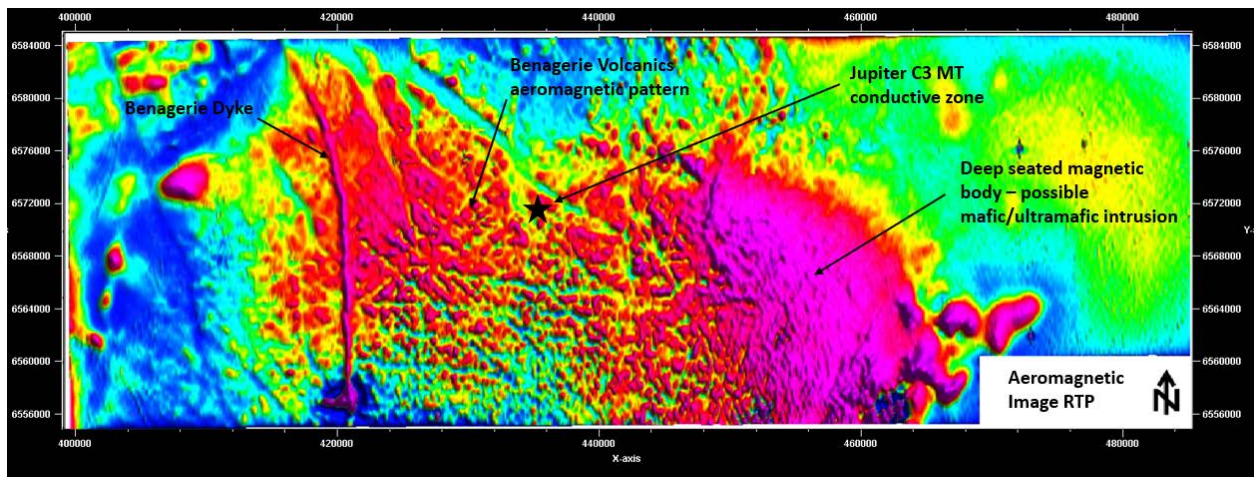 400000 420000 440000 460000 480000
6584000 6584000
6580000 6580000
6576000 6576000
6572000 6572000
6568000 6568000
6564000 6564000
6560000 6560000
6556000 6556000
Benagerie Dyke
Benagerie Volcanics
aeromagnetic pattern
Jupiter C3 MT
conductive zone
Deep seated magnetic
body – possible
mafic/ultramafic intrusion
Aeromagnetic
Image RTP
N
400000 420000 440000 460000 480000
X-axis